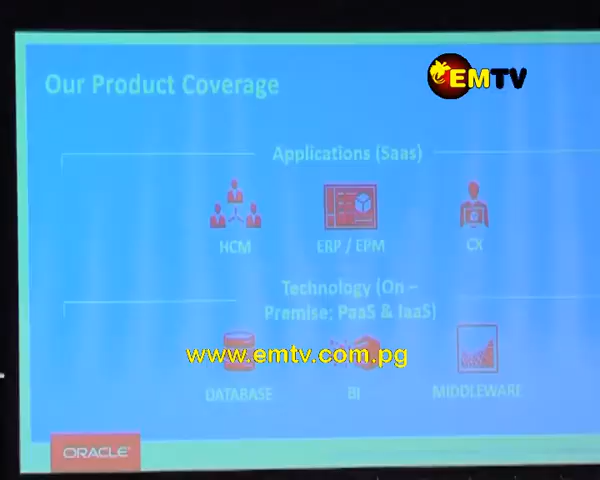 Our Product Coverage
EMTV
Applications (Saas)
HCM
ERP / EPM
CX
Technology (On –
Premise; PaaS & IaaS)
www.emtv.com.pg
DATABASE
BI
MIDDLEWARE
ORACLE